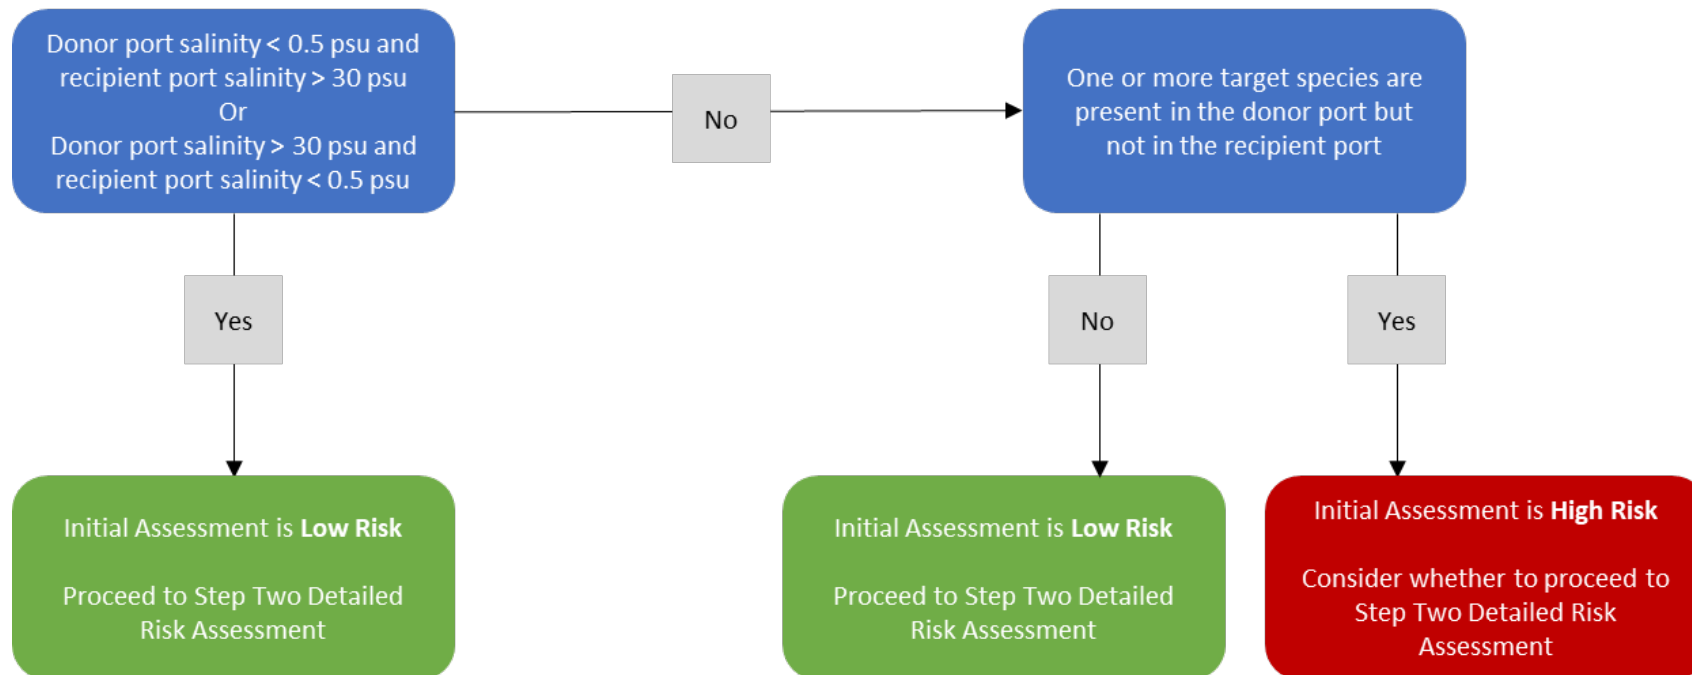 Donor port salinity < 0.5 psu and
recipient port salinity > 30 psu
Or
Donor port salinity > 30 psu and
recipient port salinity < 0.5 psu
No
One or more target species are
present in the donor port but
not in the recipient port
Yes
No
Yes
Initial Assessment is Low Risk
Proceed to Step Two Detailed
Risk Assessment
Initial Assessment is Low Risk
Proceed to Step Two Detailed
Risk Assessment
Initial Assessment is High Risk
Consider whether to proceed to
Step Two Detailed Risk
Assessment